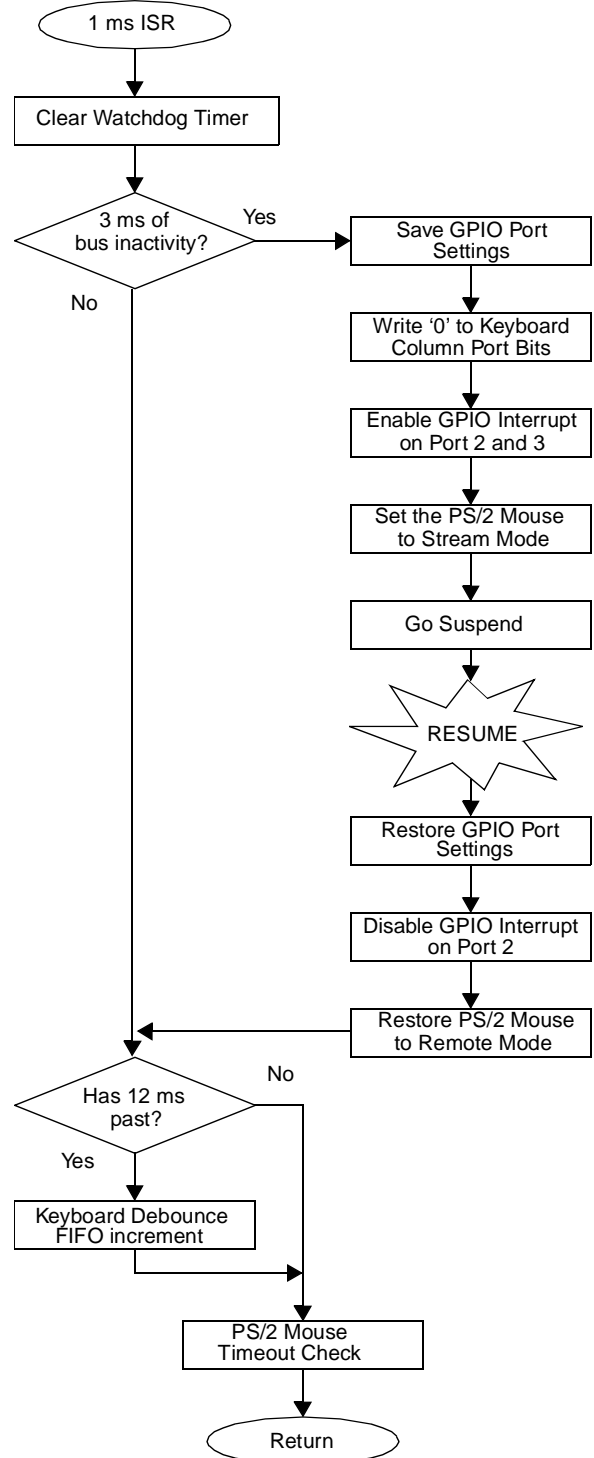 1 ms ISR
Clear Watchdog Timer
3 ms of
bus inactivity?
Yes
No
Save GPIO Port
Settings
Write ‘0’ to Keyboard
Column Port Bits
Enable GPIO Interrupt
on Port 2 and 3
Set the PS/2 Mouse
to Stream Mode
Go Suspend
RESUME
Restore GPIO Port
Settings
Disable GPIO Interrupt
on Port 2
Restore PS/2 Mouse
to Remote Mode
Has 12 ms
past?
No
Yes
Keyboard Debounce
FIFO increment
PS/2 Mouse
Timeout Check
Return